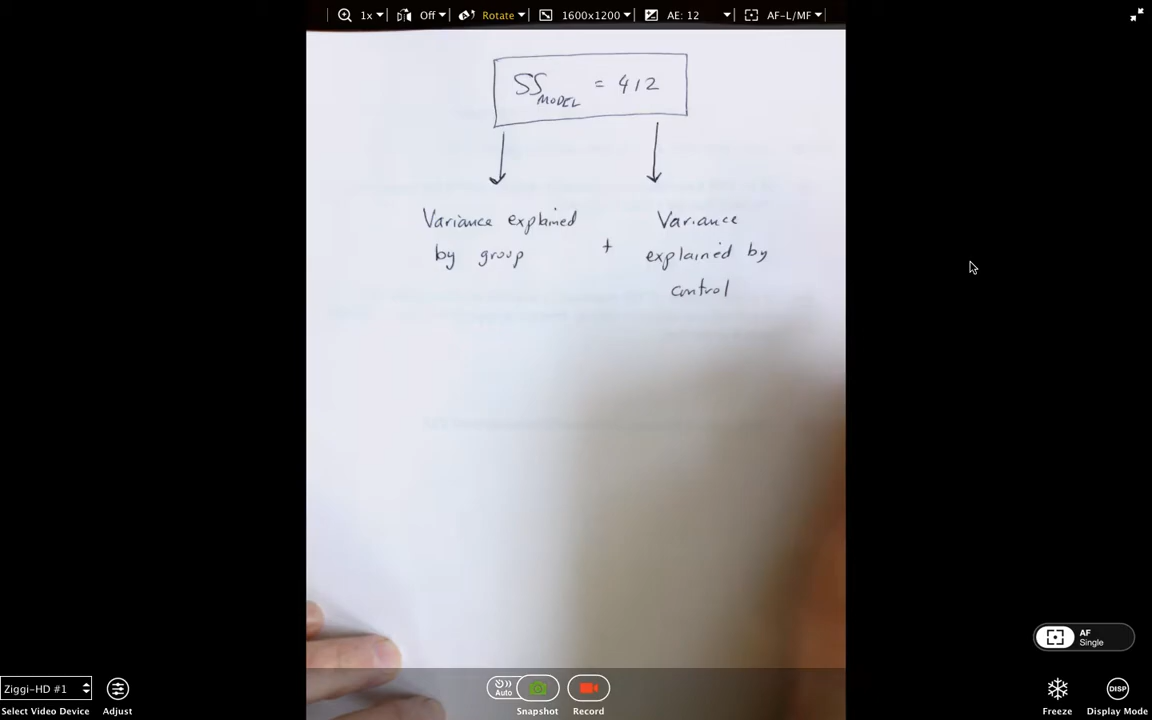 1x
Off
Rotate
1600x1200
AE: 12
AF-L/MF
SS MODEL = 412
Variance explained
by group
+
Variance
explained by
control
AF
Single
Ziggi-HD #1
Select Video Device
Adjust
Auto
Snapshot
Record
Freeze
DISP
Display Mode